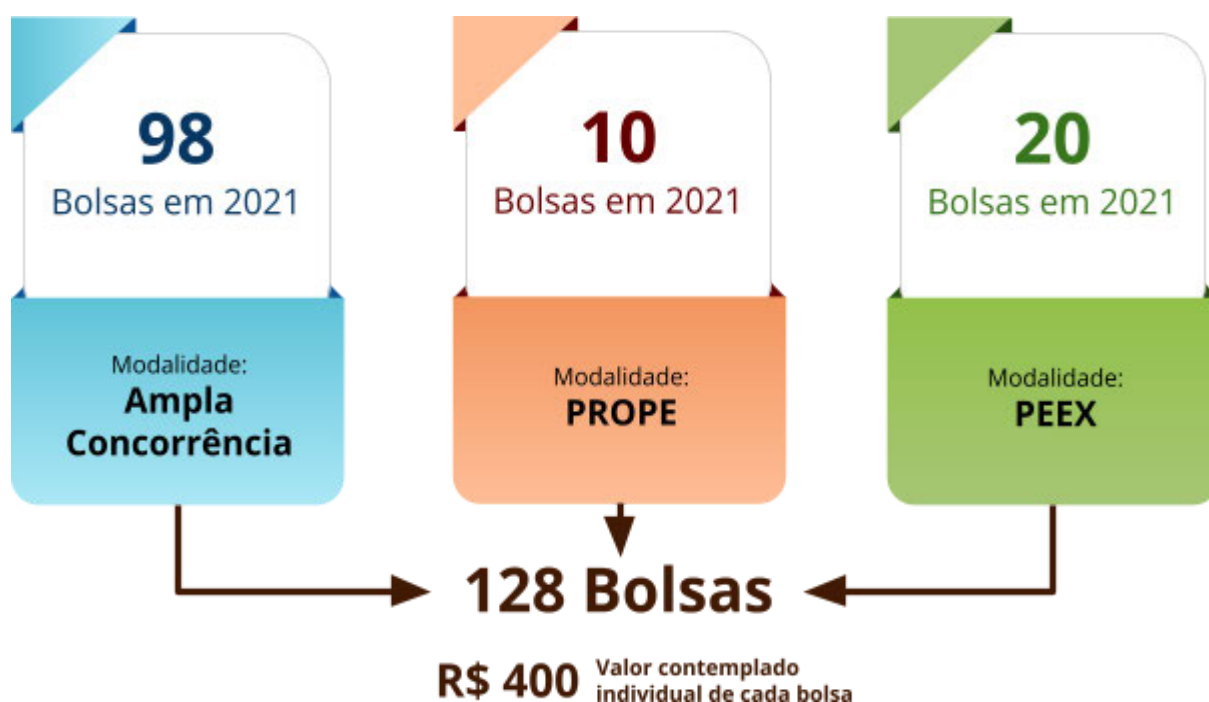 98
Bolsas em 2021
Modalidade:
Ampla
Concorrência
10
Bolsas em 2021
Modalidade:
PROPE
20
Bolsas em 2021
Modalidade:
PEEX
128 Bolsas
R$ 400
Valor contemplado
individual de cada bolsa